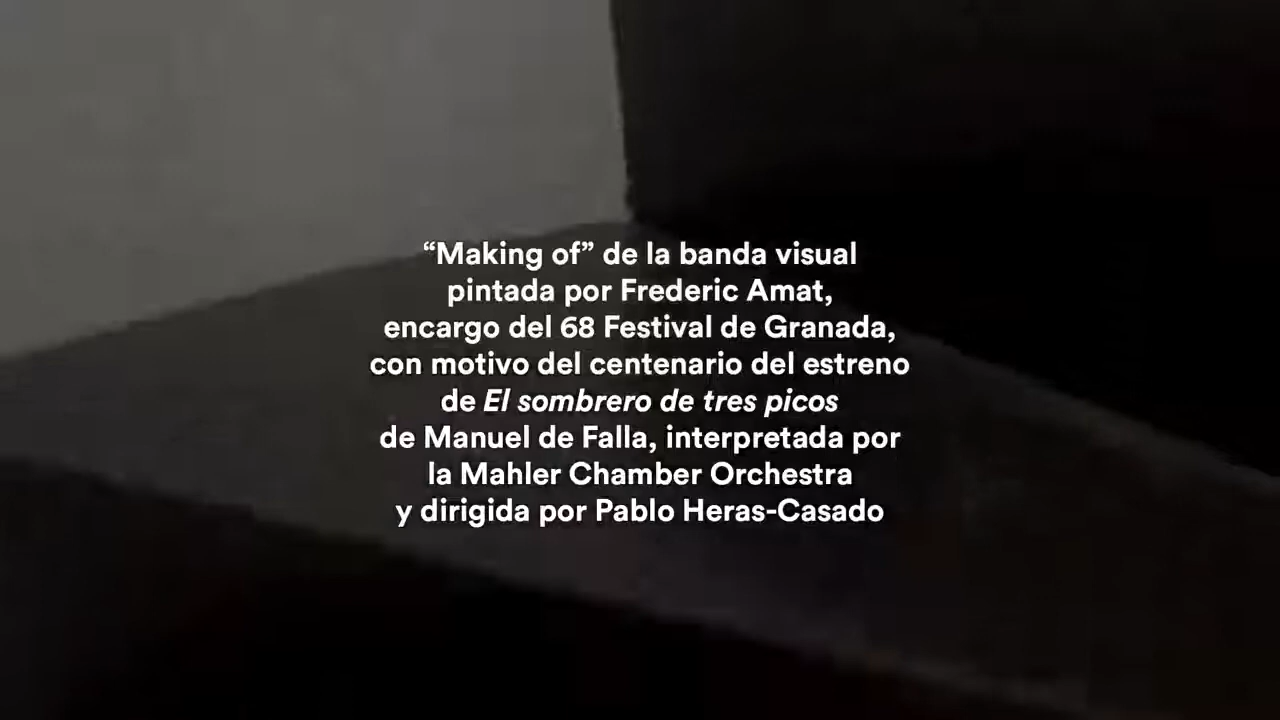 “Making of” de la banda visual
pintada por Frederic Amat,
encargo del 68 Festival de Granada,
con motivo del centenario del estreno
de El sombrero de tres picos
de Manuel de Falla, interpretada por
la Mahler Chamber Orchestra
y dirigida por Pablo Heras-Casado